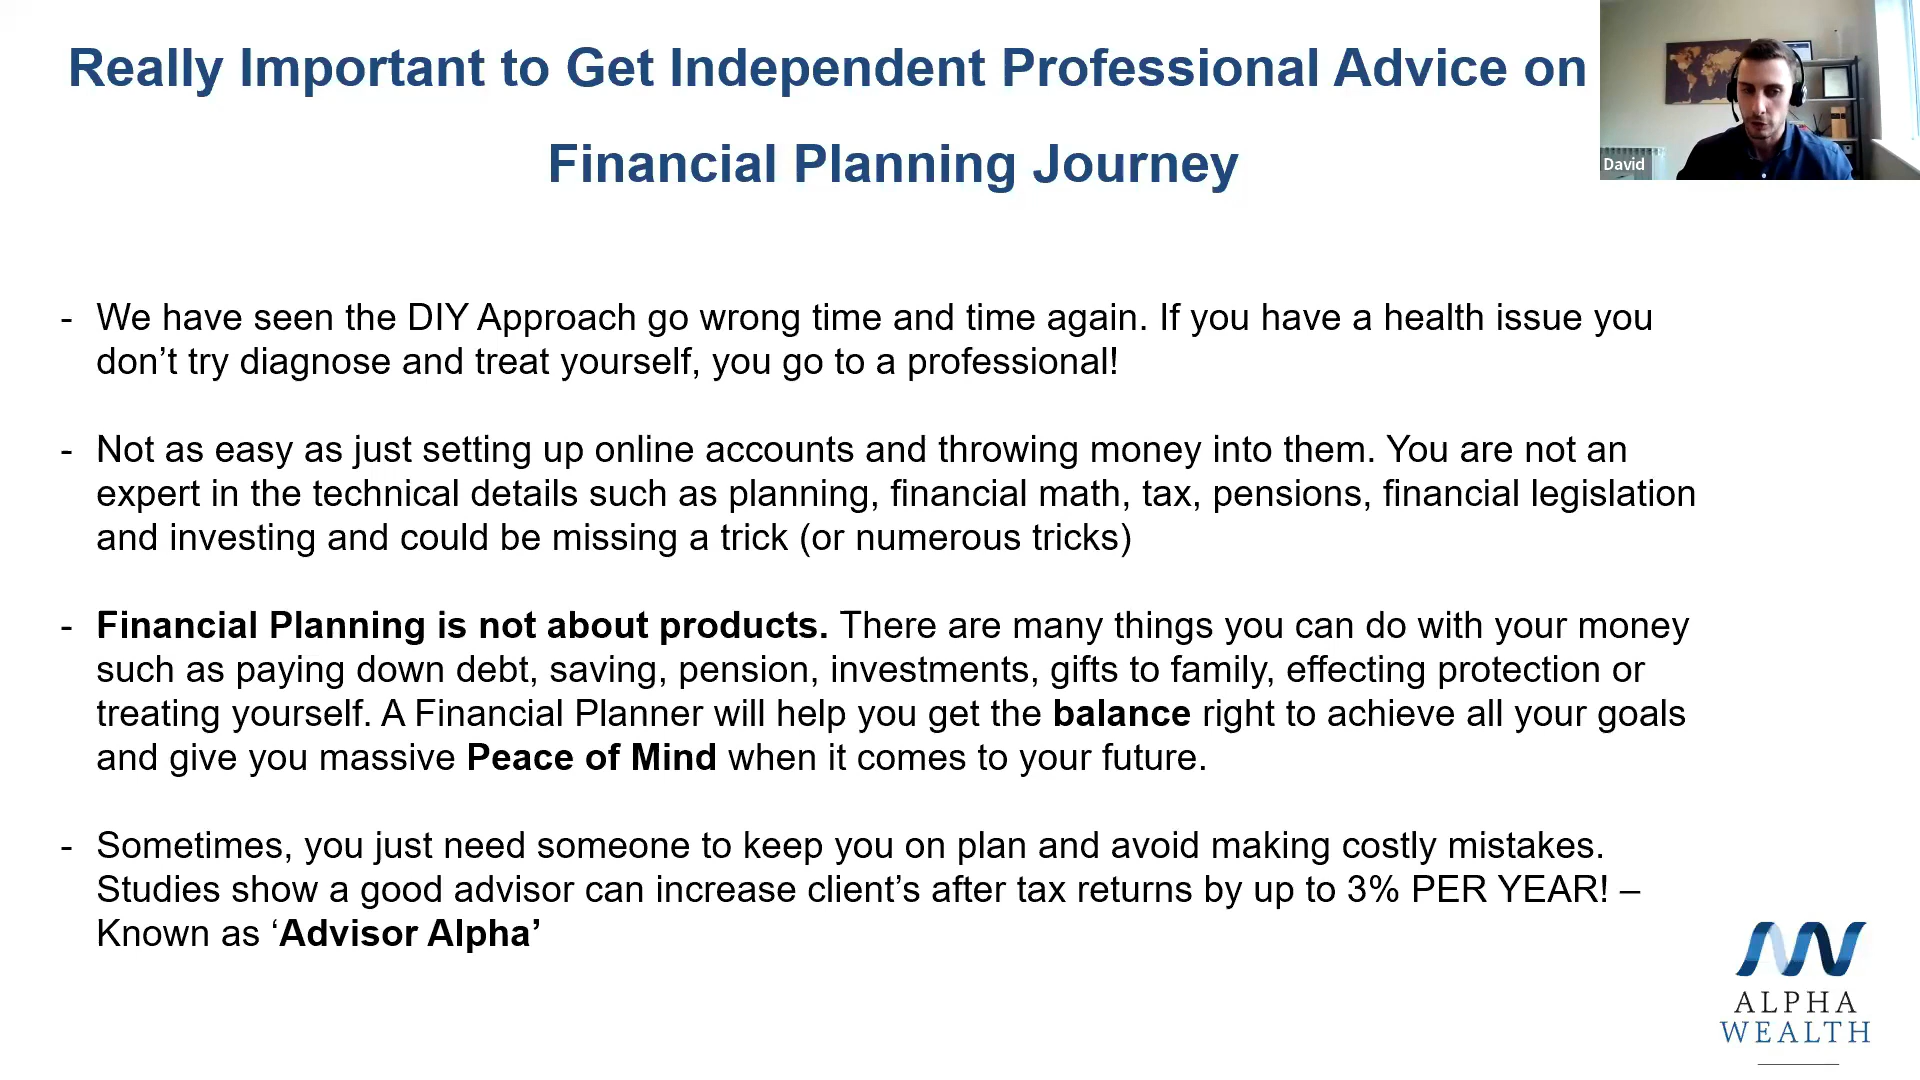 Really Important to Get Independent Professional Advice on
Financial Planning Journey
David
- We have seen the DIY Approach go wrong time and time again. If you have a health issue you
don’t try diagnose and treat yourself, you go to a professional!
- Not as easy as just setting up online accounts and throwing money into them. You are not an
expert in the technical details such as planning, financial math, tax, pensions, financial legislation
and investing and could be missing a trick (or numerous tricks)
- Financial Planning is not about products. There are many things you can do with your money
such as paying down debt, saving, pension, investments, gifts to family, effecting protection or
treating yourself. A Financial Planner will help you get the balance right to achieve all your goals
and give you massive Peace of Mind when it comes to your future.
- Sometimes, you just need someone to keep you on plan and avoid making costly mistakes.
Studies show a good advisor can increase client’s after tax returns by up to 3% PER YEAR! –
Known as ‘Advisor Alpha’
ALPHA
WEALTH